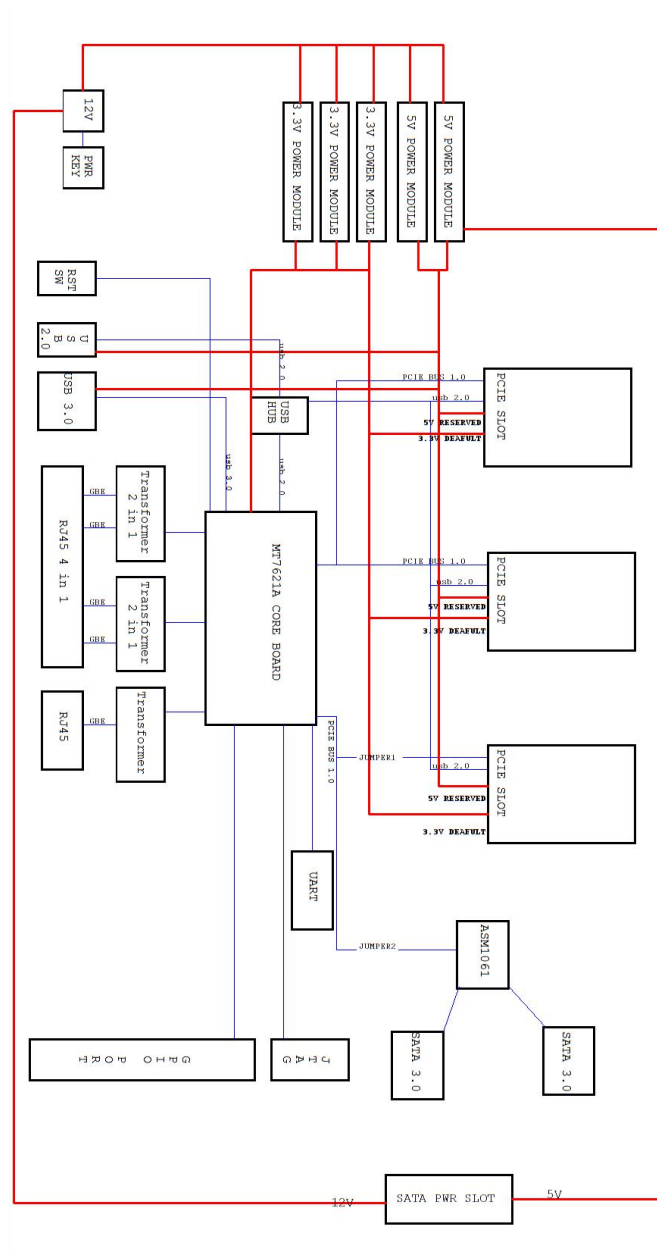 12V
PWR
KEY
3.3V POWER MODULE
3.3V POWER MODULE
3.3V POWER MODULE
5V POWER MODULE
5V POWER MODULE
RST
SW
U S B
2.0
USB 3.0
usb 2.0
USB
HUB
usb 3.0
usb 2.0
PCIE BUS 1.0
usb 2.0
5V RESERVED
3.3V DEAFULT
PCIE SLOT
RJ45 4 in 1
GBE
GBE
GBE
GBE
Transformer
2 in 1
Transformer
2 in 1
MT7621A CORE BOARD
PCIE BUS 1.0
usb 2.0
5V RESERVED
3.3V DEAFULT
PCIE SLOT
RJ45
GBE
Transformer
PCIE BUS 1.0
JUMPER1
usb 2.0
5V RESERVED
3.3V DEAFULT
PCIE SLOT
UART
JUMPER2
ASM1061
GPIO PORT
JTAG
SATA 3.0
SATA 3.0
12V
SATA PWR SLOT
5V